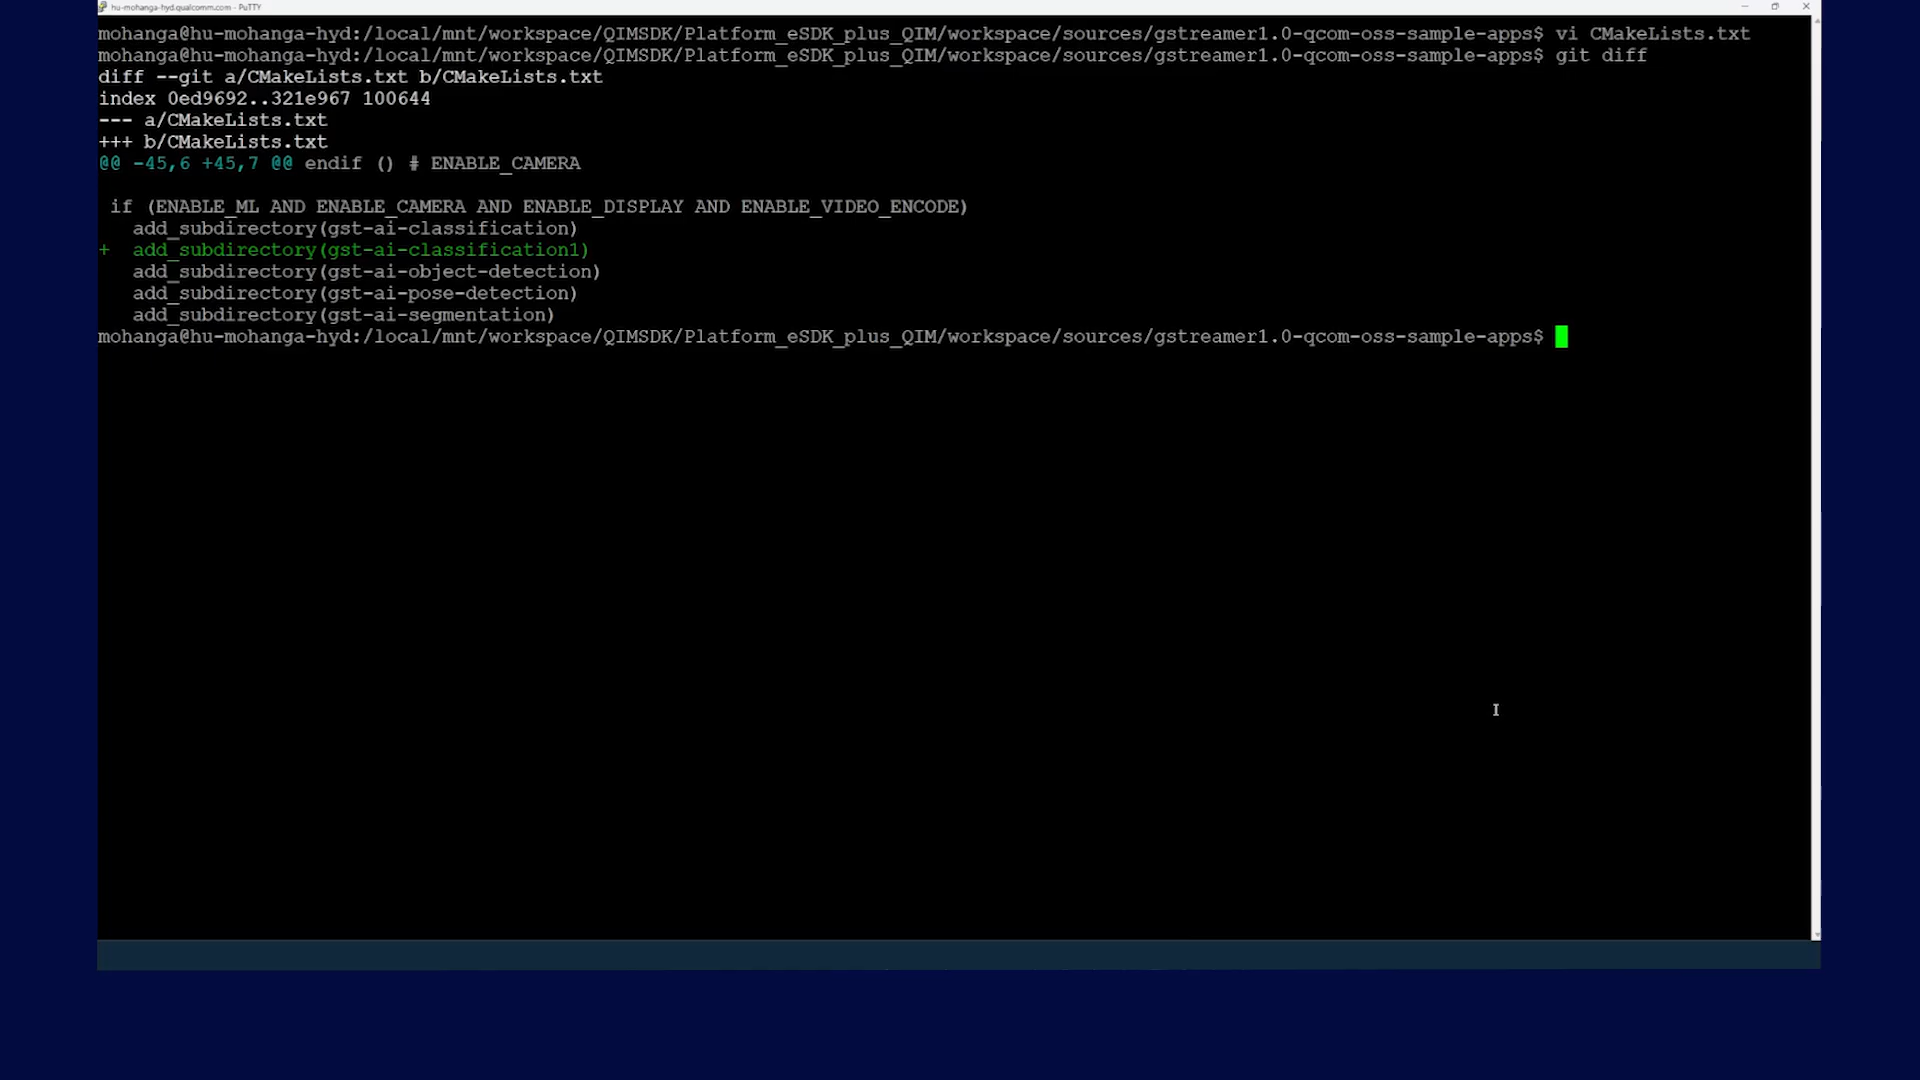 hu-mohanga-hyd.qualcomm.com - PuTTY
mohanga@hu-mohanga-hyd:/local/mnt/workspace/QIMSDK/Platform_eSDK_plus_QIM/workspace/sources/gstreamer1.0-qcom-oss-sample-apps$ vi CMakeLists.txt
mohanga@hu-mohanga-hyd:/local/mnt/workspace/QIMSDK/Platform_eSDK_plus_QIM/workspace/sources/gstreamer1.0-qcom-oss-sample-apps$ git diff
diff --git a/CMakeLists.txt b/CMakeLists.txt
index 0ed9692..321e967 100644
--- a/CMakeLists.txt
+++ b/CMakeLists.txt
@@ -45,6 +45,7 @@ endif () # ENABLE_CAMERA
if (ENABLE_ML AND ENABLE_CAMERA AND ENABLE_DISPLAY AND ENABLE_VIDEO_ENCODE)
add_subdirectory(gst-ai-classification)
+ add_subdirectory(gst-ai-classification1)
add_subdirectory(gst-ai-object-detection)
add_subdirectory(gst-ai-pose-detection)
add_subdirectory(gst-ai-segmentation)
mohanga@hu-mohanga-hyd:/local/mnt/workspace/QIMSDK/Platform_eSDK_plus_QIM/workspace/sources/gstreamer1.0-qcom-oss-sample-apps$